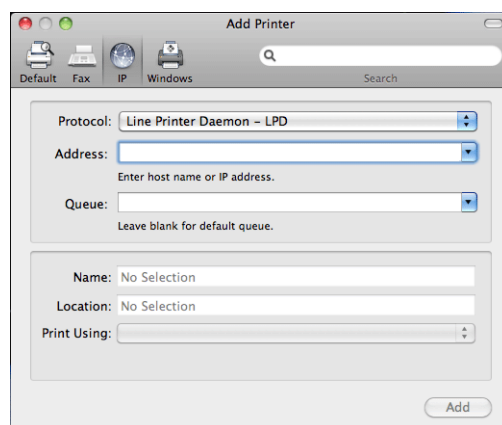 Add Printer
Default Fax IP Windows Search
Protocol: Line Printer Daemon – LPD
Address:
Enter host name or IP address.
Queue:
Leave blank for default queue.
Name: No Selection
Location: No Selection
Print Using:
Add